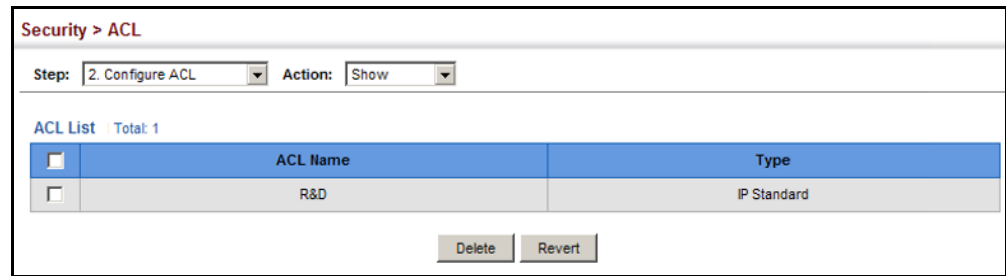 Security > ACL
Step: 2. Configure ACL Action: Show
ACL List Total: 1
ACL Name Type
R&D IP Standard
Delete Revert